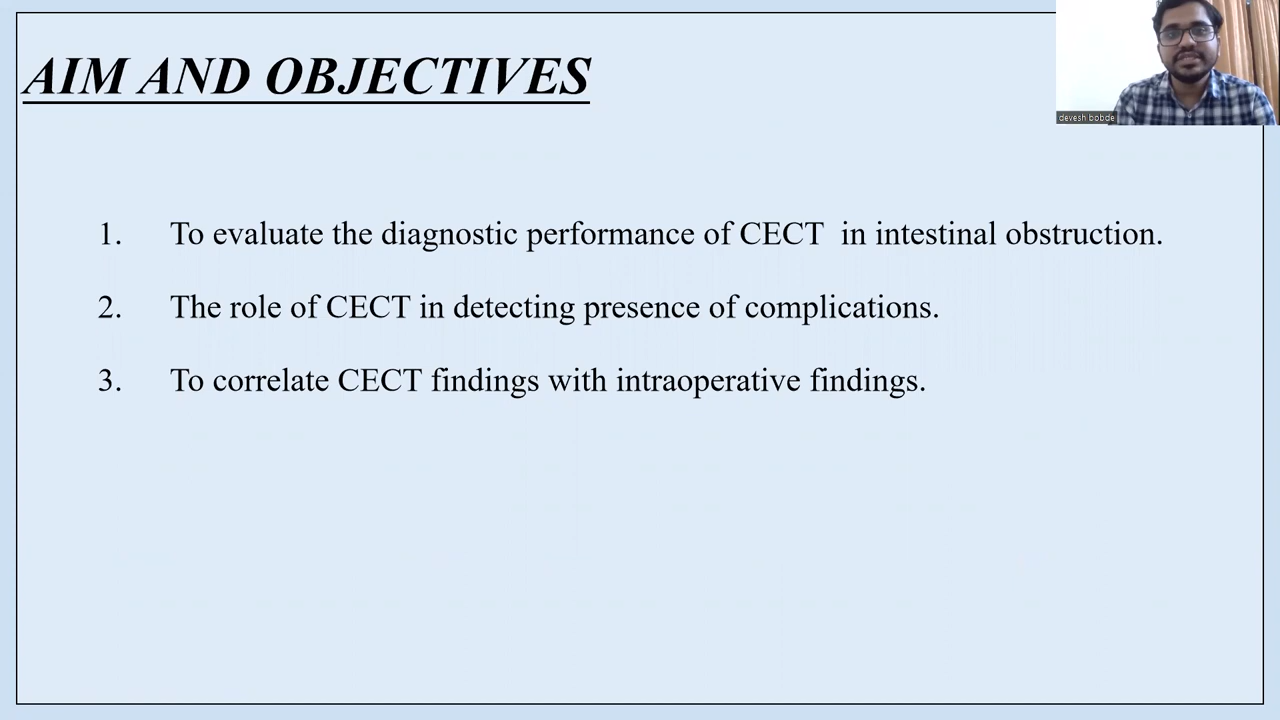 AIM AND OBJECTIVES
devesh bobde
1. To evaluate the diagnostic performance of CECT  in intestinal obstruction.
2. The role of CECT in detecting presence of complications.
3. To correlate CECT findings with intraoperative findings.